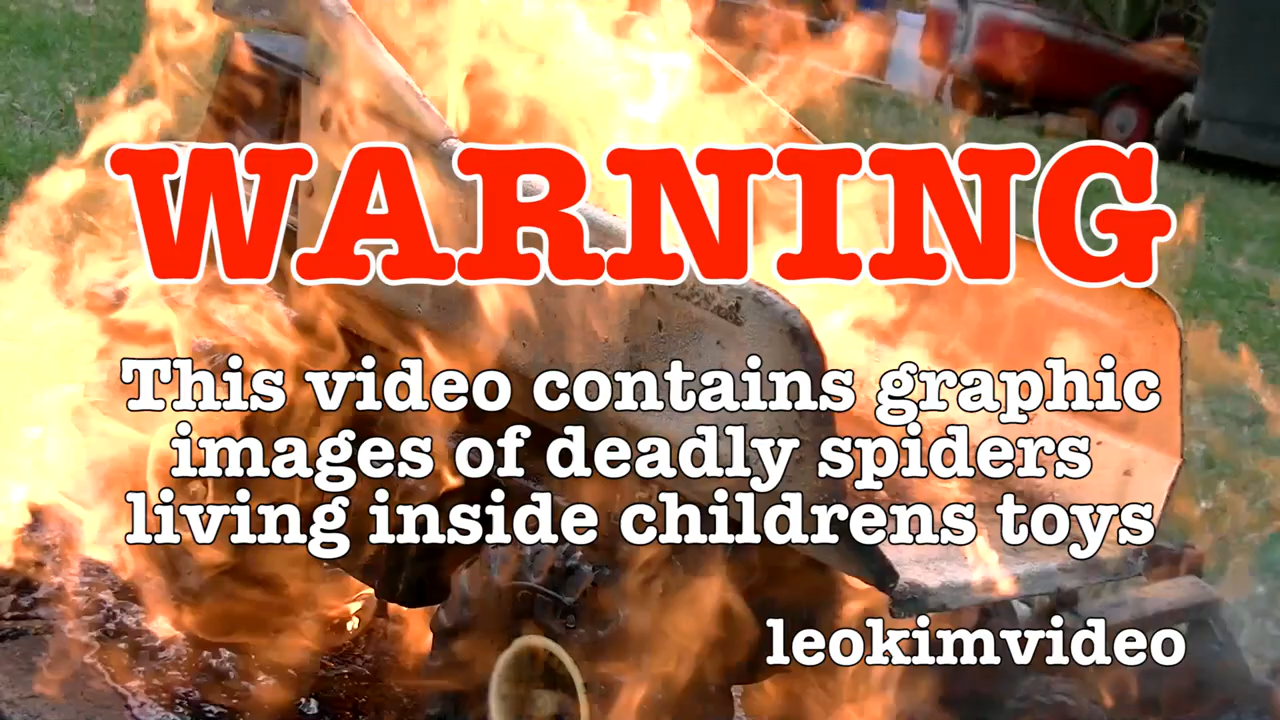 WARNING
This video contains graphic
images of deadly spiders
living inside childrens toys
leokimvideo